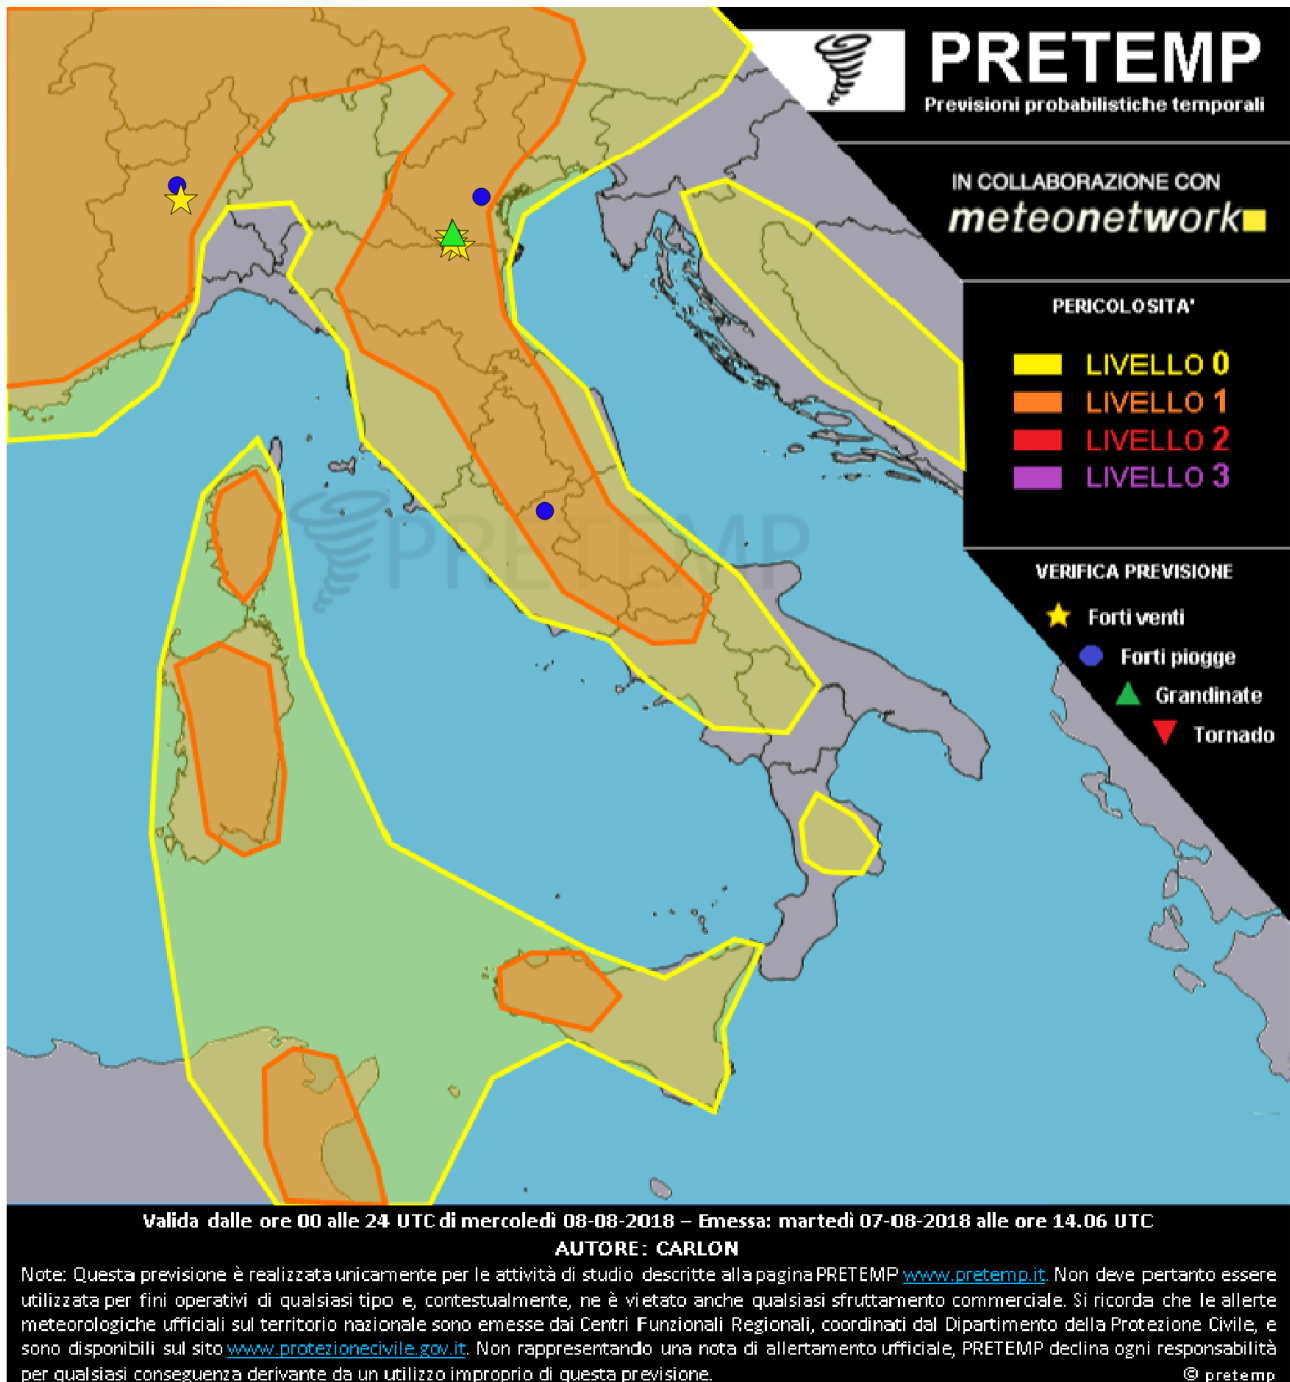 PRETEMP
Previsioni probabilistiche temporali
IN COLLABORAZIONE CON
meteonetwork
PERICOLOSITA'
LIVELLO 0
LIVELLO 1
LIVELLO 2
LIVELLO 3
VERIFICA PREVISIONE
Forti venti
Forti piogge
Grandinate
Tornado
PRETEMP
Valida dalle ore 00 alle 24 UTC di mercoledì 08-08-2018 – Emessa: martedì 07-08-2018 alle ore 14.06 UTC
AUTORE: CARLON
Note: Questa previsione è realizzata unicamente per le attività di studio descritte alla pagina PRETEMP www.pretemp.it. Non deve pertanto essere
utilizzata per fini operativi di qualsiasi tipo e, contestualmente, ne è vietato anche qualsiasi sfruttamento commerciale. Si ricorda che le allerte
meteorologiche ufficiali sul territorio nazionale sono emesse dai Centri Funzionali Regionali, coordinati dal Dipartimento della Protezione Civile, e
sono disponibili sul sito www.protezionecivile.gov.it. Non rappresentando una nota di allertamento ufficiale, PRETEMP declina ogni responsabilità
per qualsiasi conseguenza derivante da un utilizzo improprio di questa previsione.
© pretemp